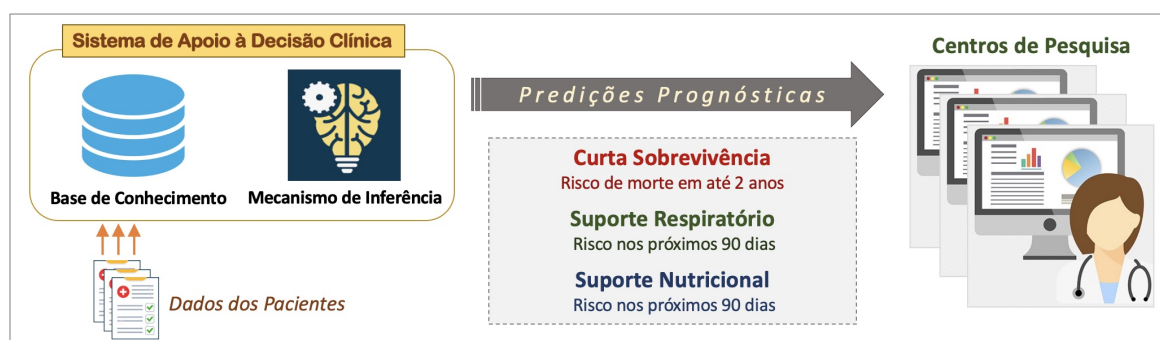 Sistema de Apoio à Decisão Clínica
Base de Conhecimento
Mecanismo de Inferência
Dados dos Pacientes
Predições Prognósticas
Curta Sobrevivência
Risco de morte em até 2 anos
Suporte Respiratório
Risco nos próximos 90 dias
Suporte Nutricional
Risco nos próximos 90 dias
Centros de Pesquisa